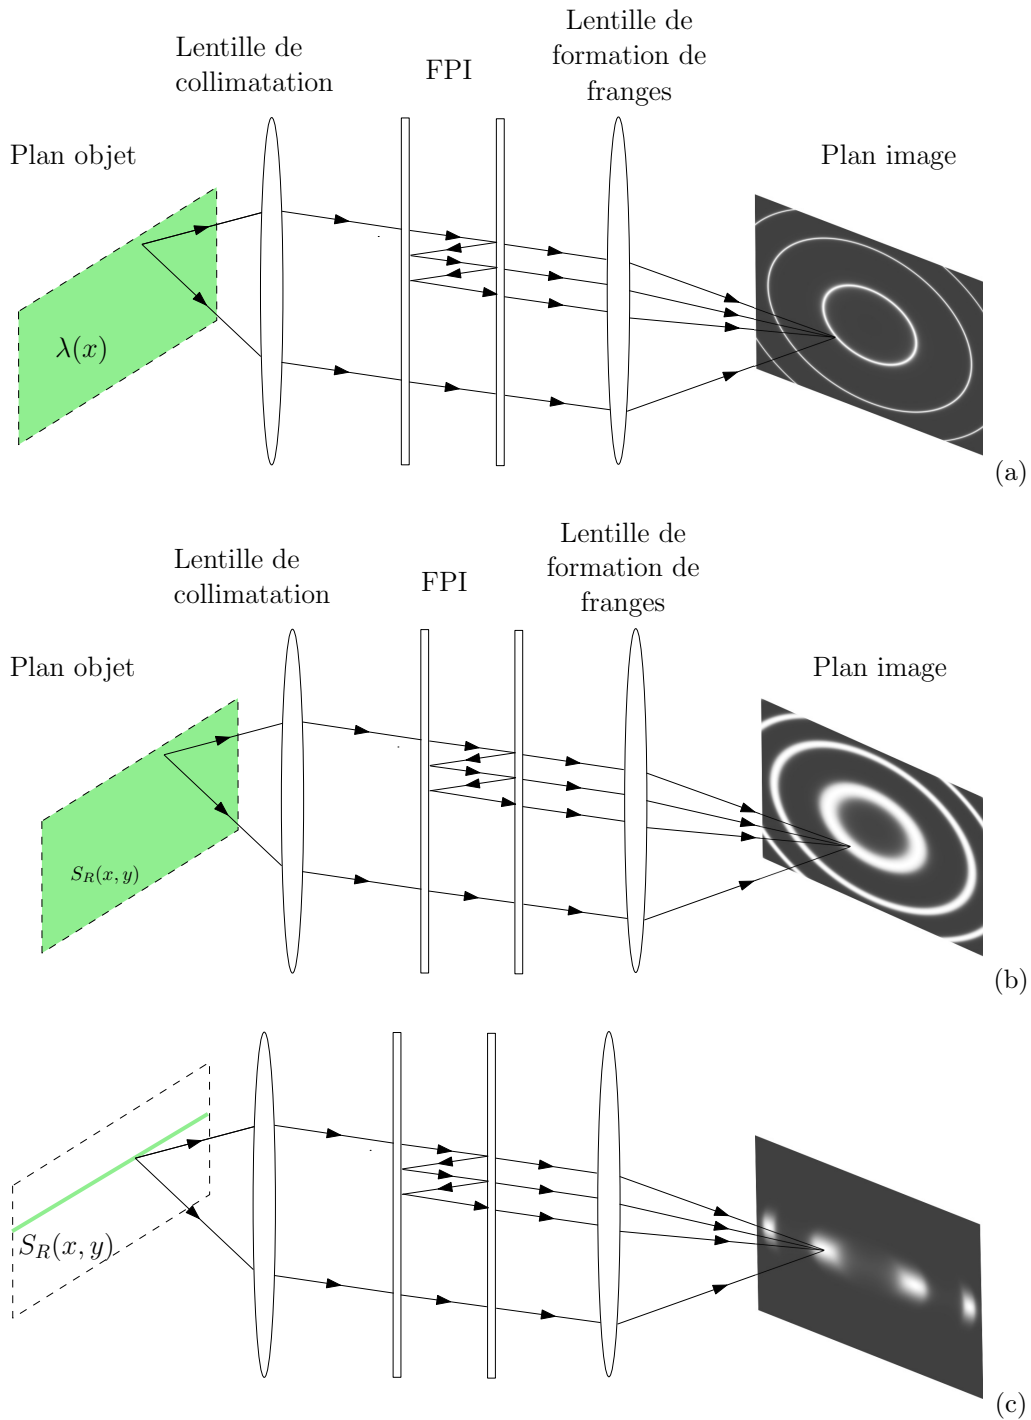 Lentille de
collimatation
FPI
Lentille de
formation de
franges
Plan objet
Plan image
λ(x)
(a)
Lentille de
collimatation
FPI
Lentille de
formation de
franges
Plan objet
Plan image
S_R(x, y)
(b)
S_R(x, y)
(c)